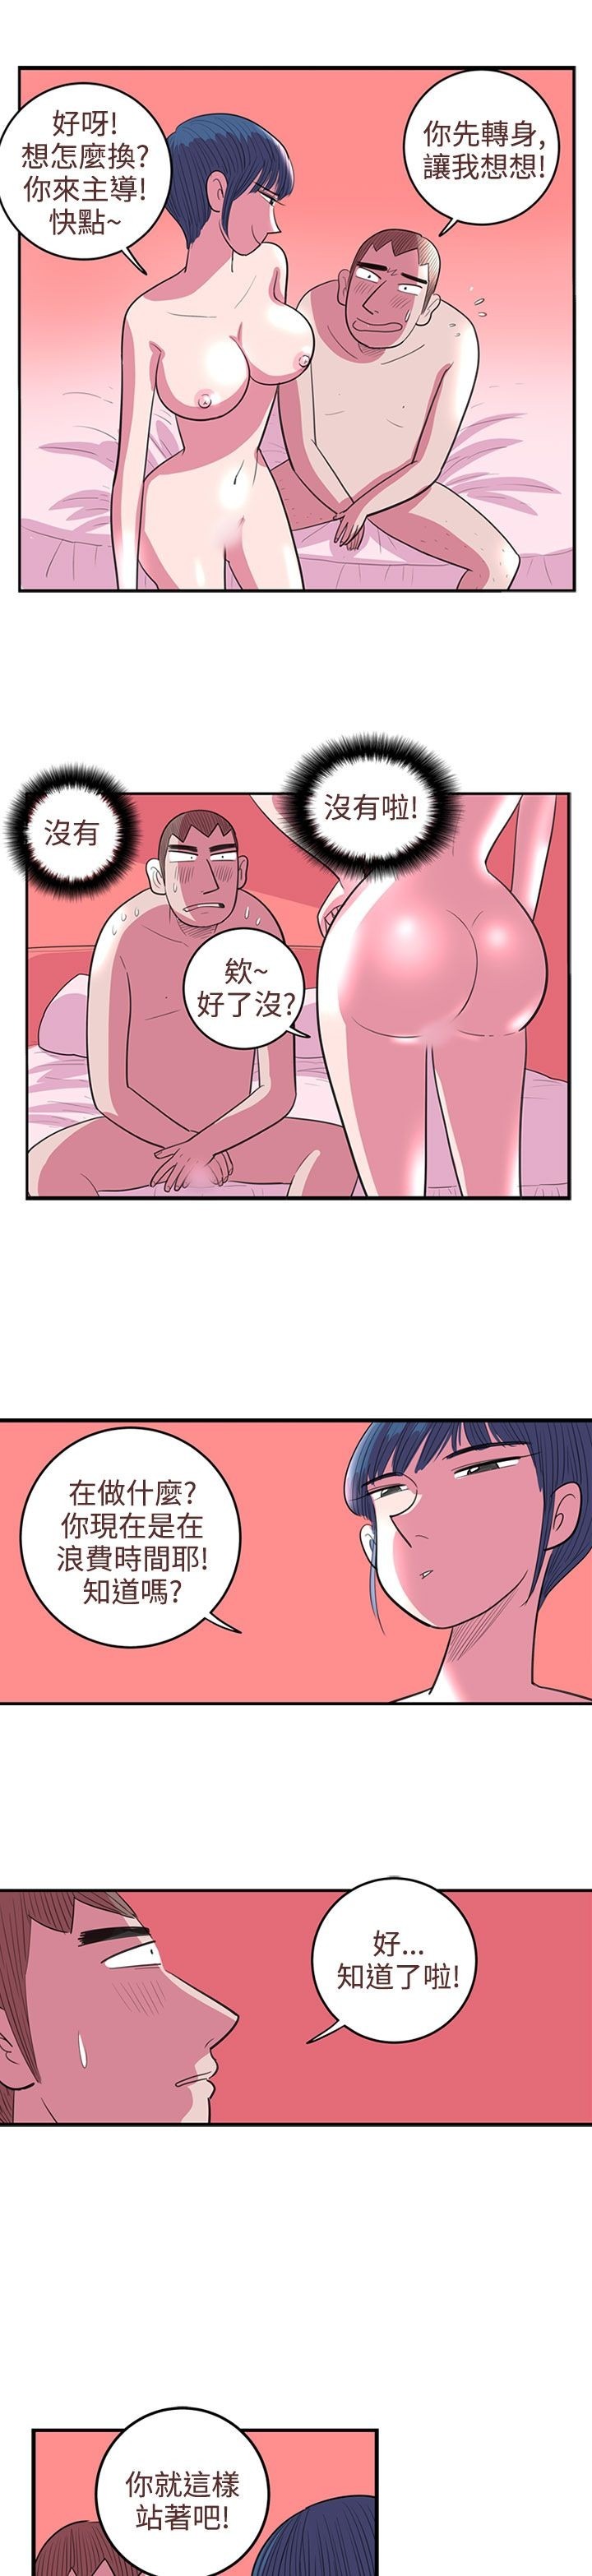 好呀!
想怎麼換?
你來主導!
快點~
你先轉身,
讓我想想!
沒有
沒有啦!
欸~
好了沒?
在做什麼?
你現在是在
浪費時間耶!
知道嗎?
好...
知道了啦!
你就這樣
站著吧!